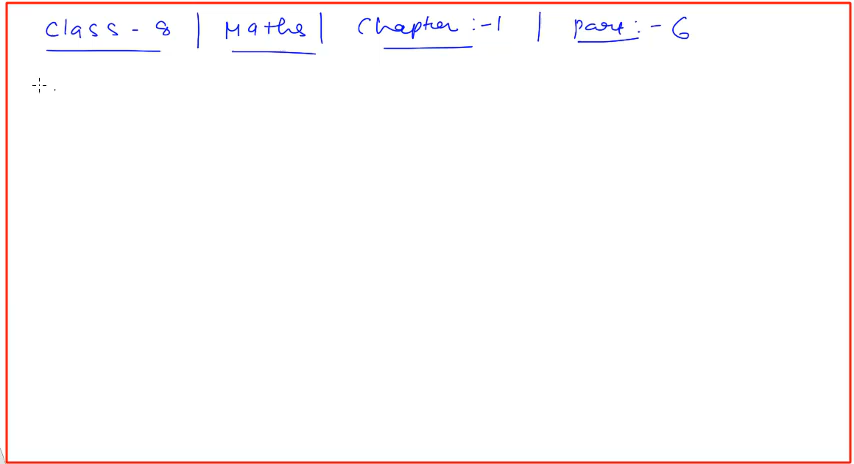 Class - 8 | Maths | Chapter :- 1 | part :- 6